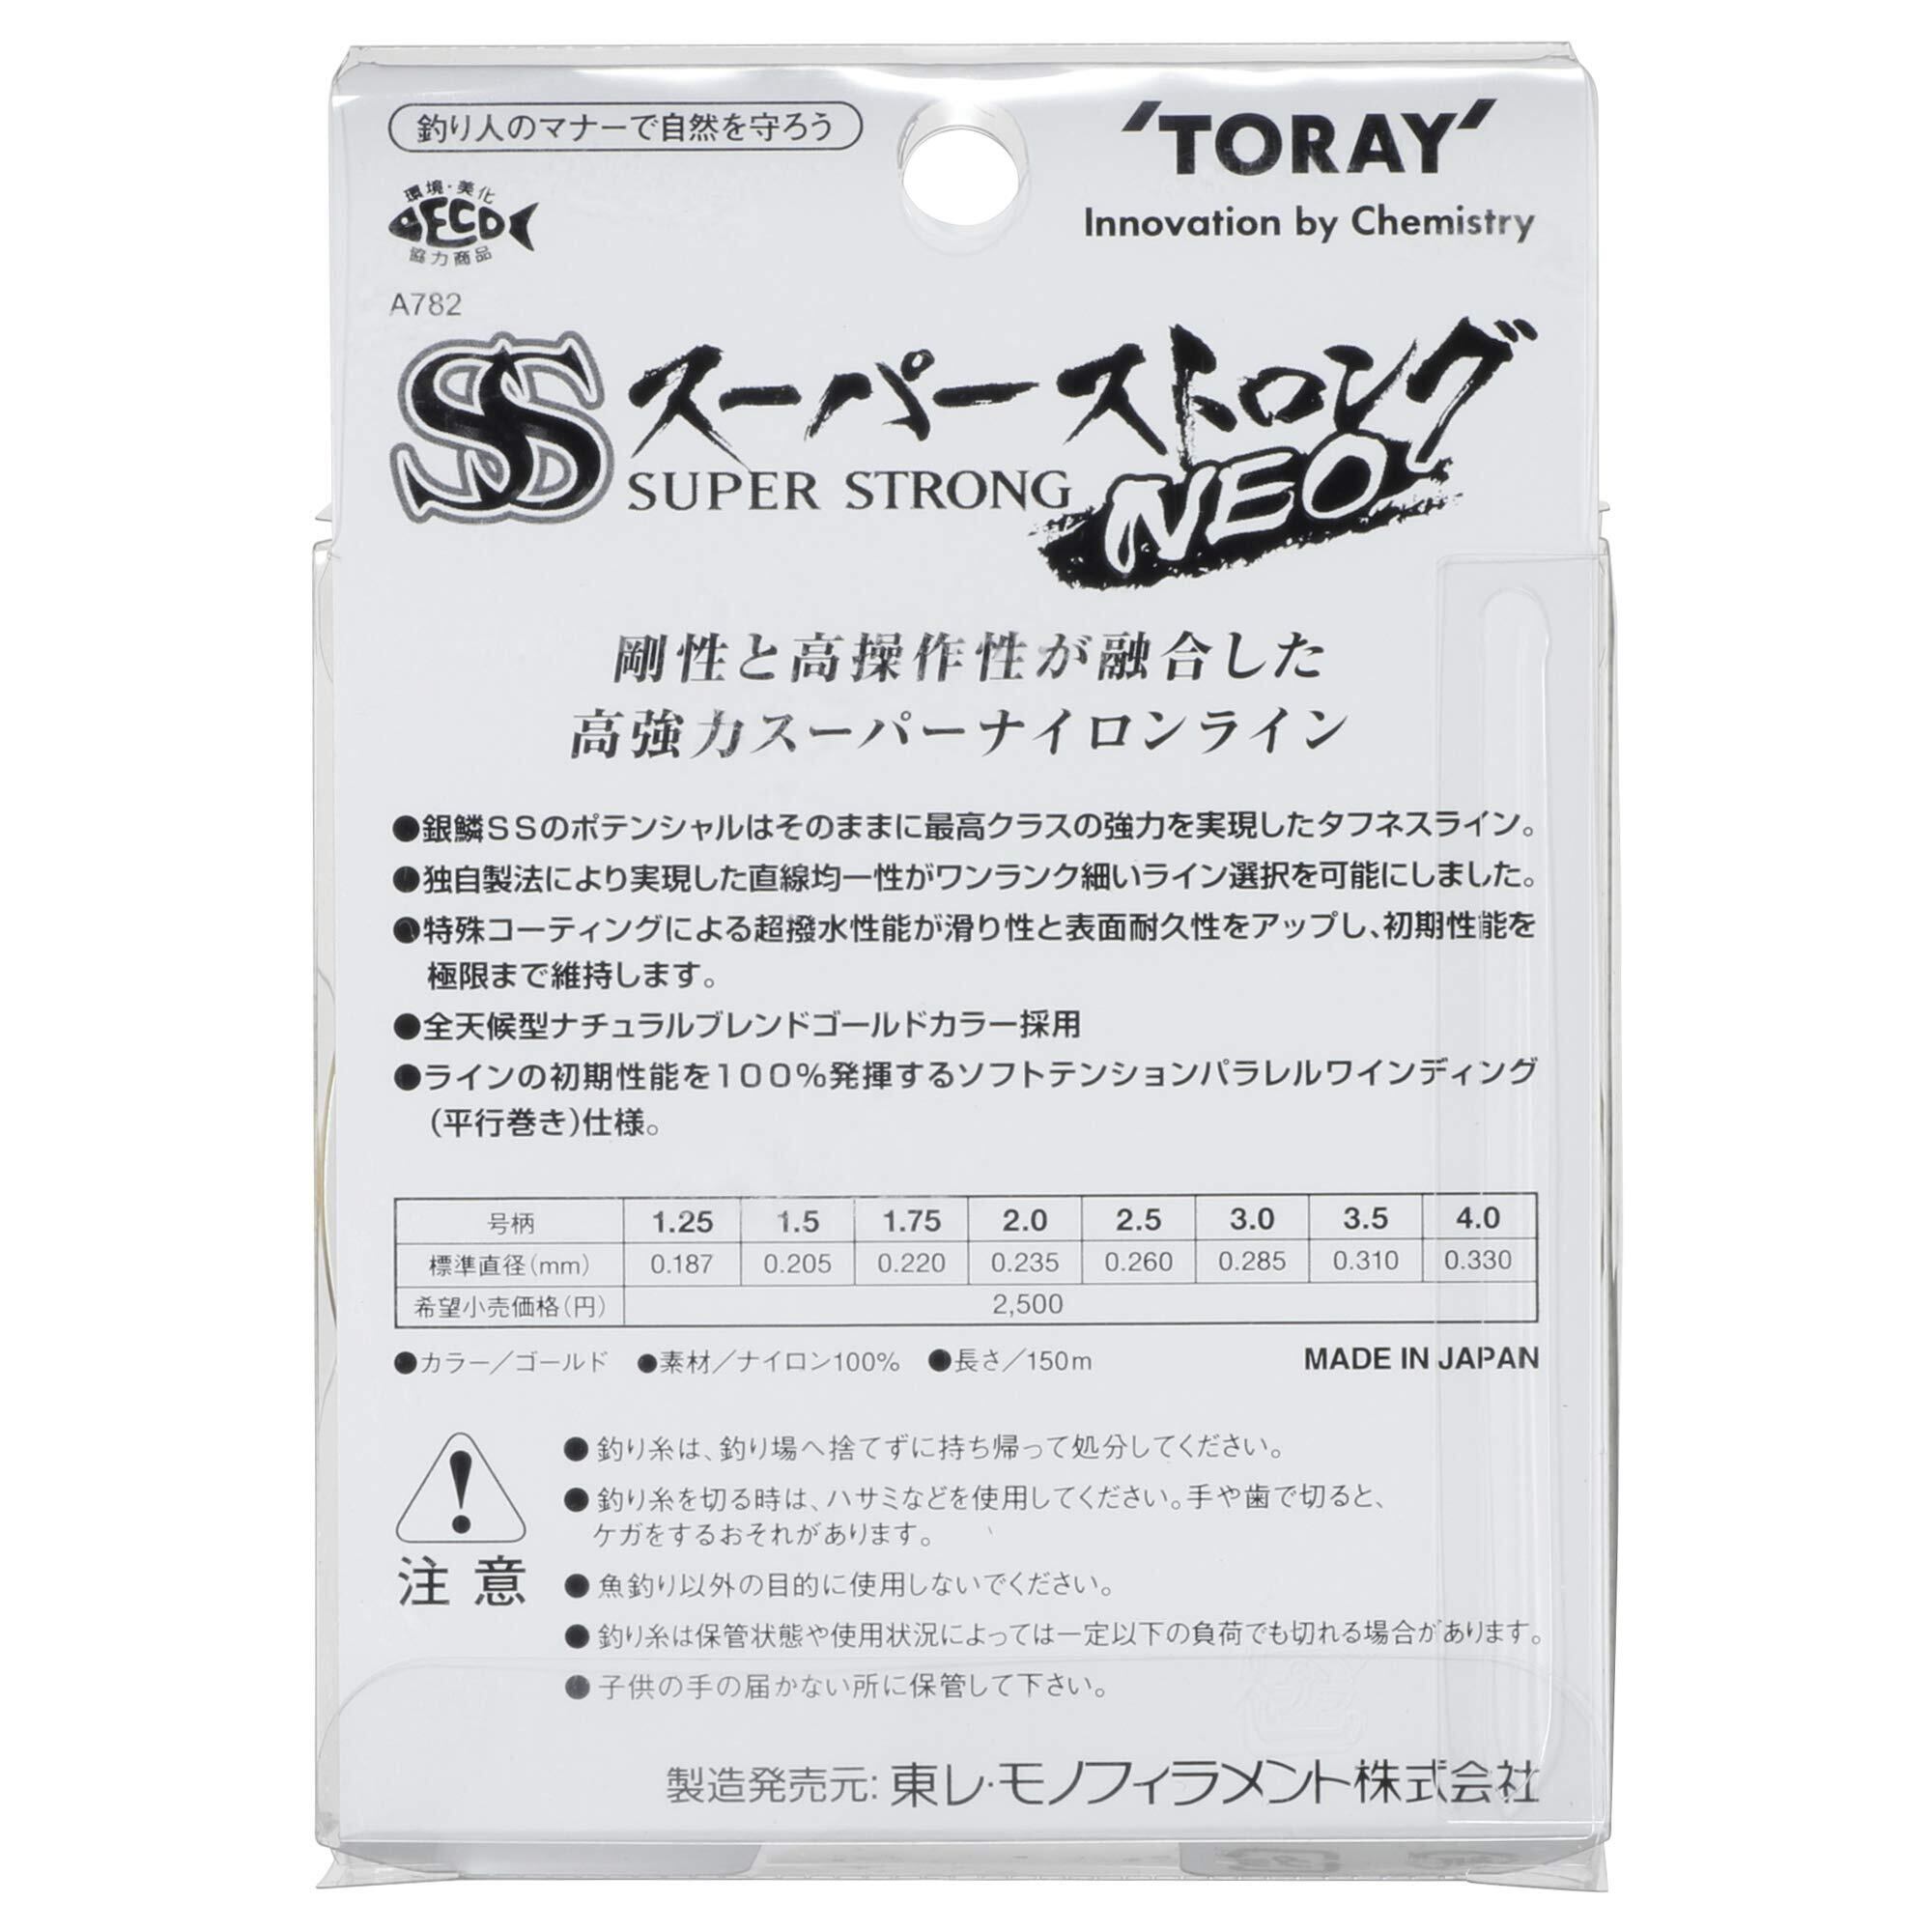 釣り人のマナーで自然を守ろう
'TORAY'
Innovation by Chemistry
環境・美化
ECO
協力商品
A782
SS スーパーストロング
SUPER STRONG NEO
剛性と高操作性が融合した
高強力スーパーナイロンライン
●銀鱗SSのポテンシャルはそのままに最高クラスの強力を実現したタフネスライン。
●独自製法により実現した直線均一性がワンランク細いライン選択を可能にしました。
●特殊コーティングによる超撥水性能が滑り性と表面耐久性をアップし、初期性能を
極限まで維持します。
●全天候型ナチュラルブレンドゴールドカラー採用
●ラインの初期性能を100%発揮するソフトテンションパラレルワインディング
(平行巻き)仕様。
号柄 1.25 1.5 1.75 2.0 2.5 3.0 3.5 4.0
標準直径(mm) 0.187 0.205 0.220 0.235 0.260 0.285 0.310 0.330
希望小売価格(円) 2,500
●カラー/ゴールド ●素材/ナイロン100% ●長さ/150m MADE IN JAPAN
注意
●釣り糸は、釣り場へ捨てずに持ち帰って処分してください。
●釣り糸を切る時は、ハサミなどを使用してください。手や歯で切ると、
ケガをするおそれがあります。
●魚釣り以外の目的に使用しないでください。
●釣り糸は保管状態や使用状況によっては一定以下の負荷でも切れる場合があります。
●子供の手の届かない所に保管して下さい。
製造発売元:東レ・モノフィラメント株式会社